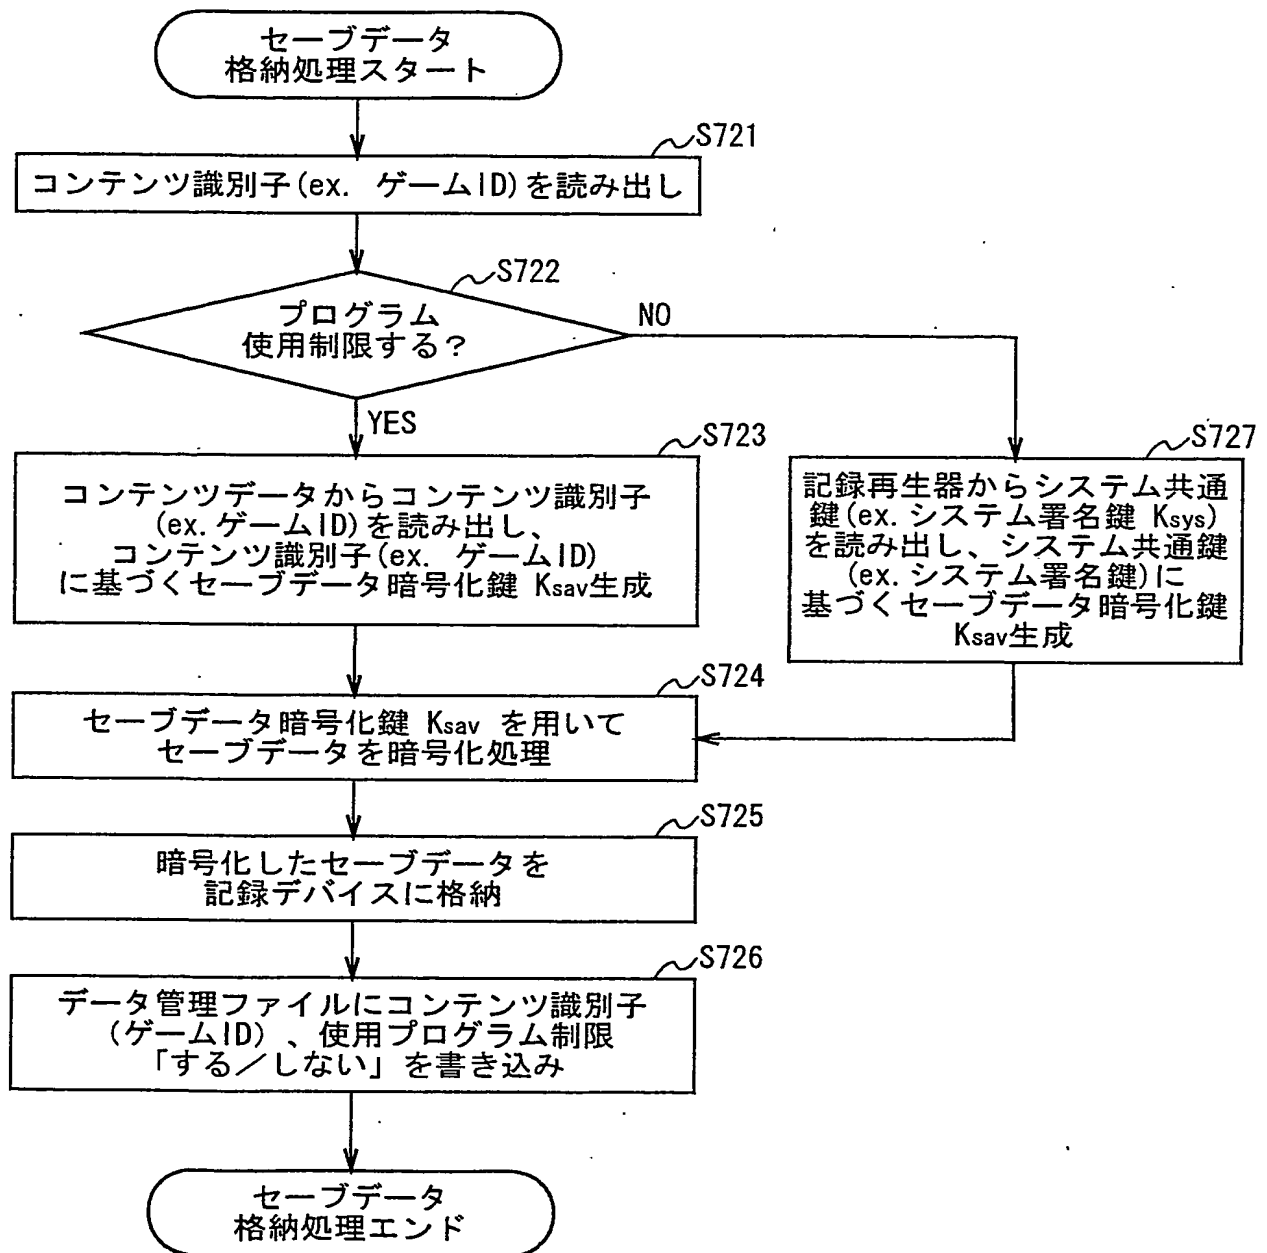 セーブデータ
格納処理スタート
S721
コンテンツ識別子(ex. ゲームID)を読み出し
S722
プログラム
使用制限する?
NO
YES
S723
コンテンツデータからコンテンツ識別子
(ex.ゲームID)を読み出し、
コンテンツ識別子(ex. ゲームID)
に基づくセーブデータ暗号化鍵 Ksav生成
S727
記録再生器からシステム共通
鍵(ex.システム署名鍵 Ksys)
を読み出し、システム共通鍵
(ex.システム署名鍵)に
基づくセーブデータ暗号化鍵
Ksav生成
S724
セーブデータ暗号化鍵 Ksav を用いて
セーブデータを暗号化処理
S725
暗号化したセーブデータを
記録デバイスに格納
S726
データ管理ファイルにコンテンツ識別子
(ゲームID)、使用プログラム制限
「する/しない」を書き込み
セーブデータ
格納処理エンド